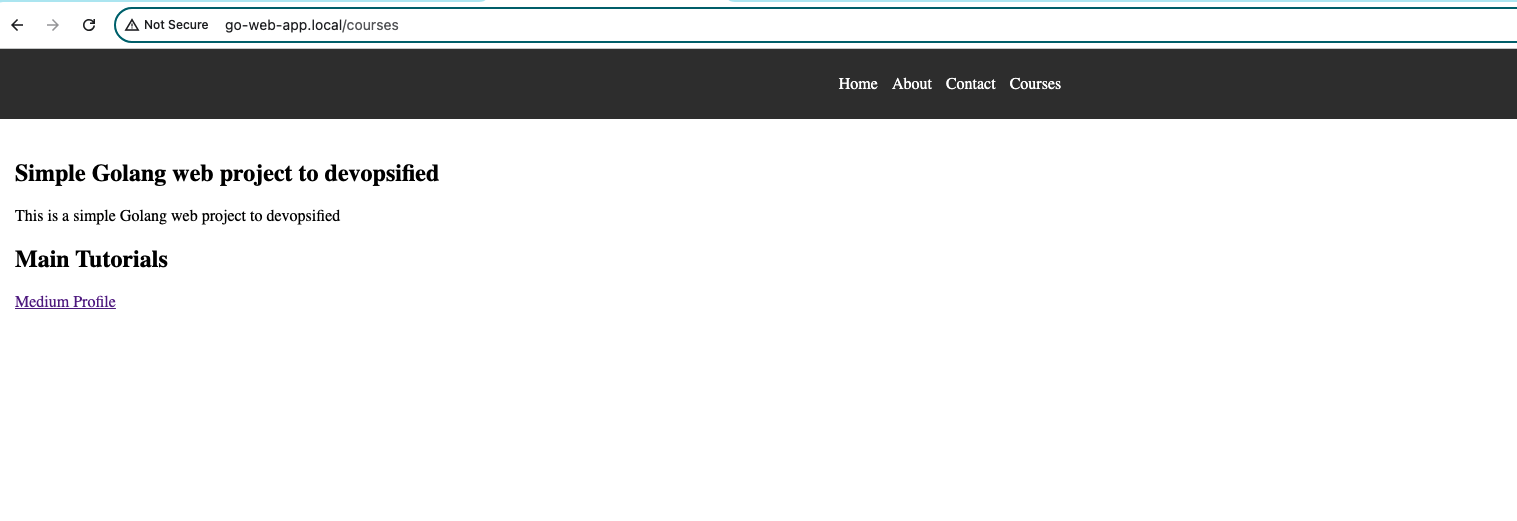 Not Secure go-web-app.local/courses
Home About Contact Courses
Simple Golang web project to devopsified
This is a simple Golang web project to devopsified
Main Tutorials
Medium Profile